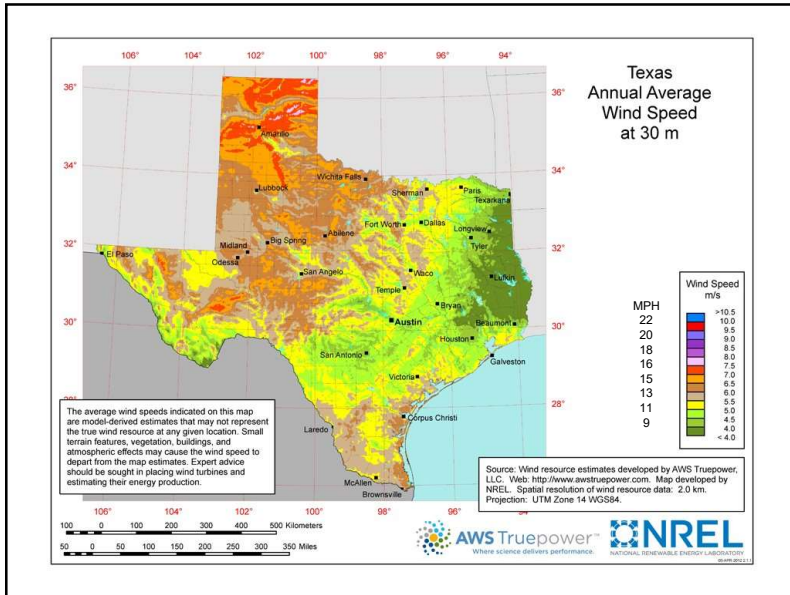 106°
104°
102°
100°
98°
96°
94°
Texas
Annual Average
Wind Speed
at 30 m
36°
36°
Amarillo
34°
34°
Wichita Falls
Sherman
Paris
Texarkana
Lubbock
Fort Worth
Dallas
Longview
Abilene
Tyler
32°
32°
Big Spring
Midland
El Paso
Odessa
San Angelo
Waco
Lufkin
Temple
Bryan
30°
30°
Austin
Beaumont
Houston
San Antonio
Galveston
Victoria
28°
28°
Corpus Christi
Laredo
McAllen
Brownsville
MPH
22
20
18
16
15
13
11
9
Wind Speed
m/s
>10.5
10.0
9.5
9.0
8.5
8.0
7.5
7.0
6.5
6.0
5.5
5.0
4.5
4.0
< 4.0
The average wind speeds indicated on this map
are model-derived estimates that may not represent
the true wind resource at any given location. Small
terrain features, vegetation, buildings, and
atmospheric effects may cause the wind speed to
depart from the map estimates. Expert advice
should be sought in placing wind turbines and
estimating their energy production.
Source: Wind resource estimates developed by AWS Truepower,
LLC. Web: http://www.awstruepower.com. Map developed by
NREL. Spatial resolution of wind resource data: 2.0 km.
Projection: UTM Zone 14 WGS84.
106°
104°
102°
100°
98°
96°
94°
100 0 100 200 300 400 500 Kilometers
50 0 50 100 150 200 250 300 350 Miles
AWS Truepower™
Where science delivers performance.
NREL
NATIONAL RENEWABLE ENERGY LABORATORY